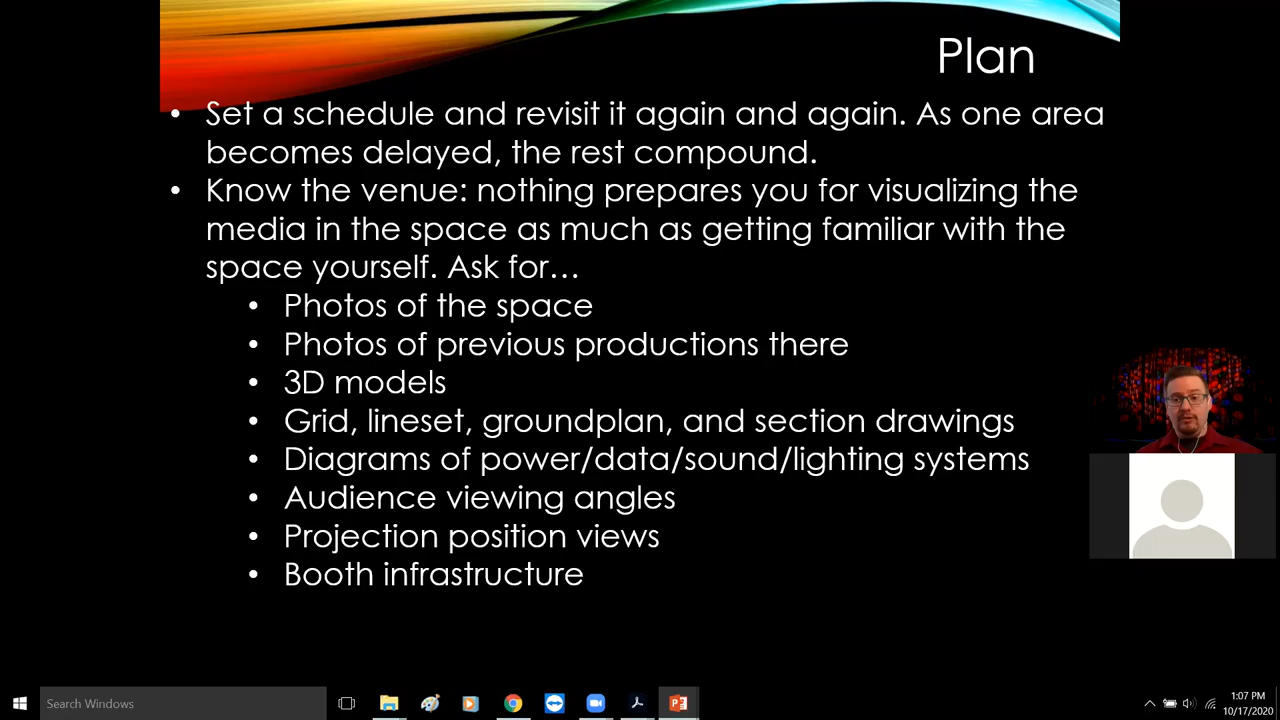 Plan
• Set a schedule and revisit it again and again. As one area
becomes delayed, the rest compound.
• Know the venue: nothing prepares you for visualizing the
media in the space as much as getting familiar with the
space yourself. Ask for…
• Photos of the space
• Photos of previous productions there
• 3D models
• Grid, lineset, groundplan, and section drawings
• Diagrams of power/data/sound/lighting systems
• Audience viewing angles
• Projection position views
• Booth infrastructure
Search Windows
1:07 PM
10/17/2020